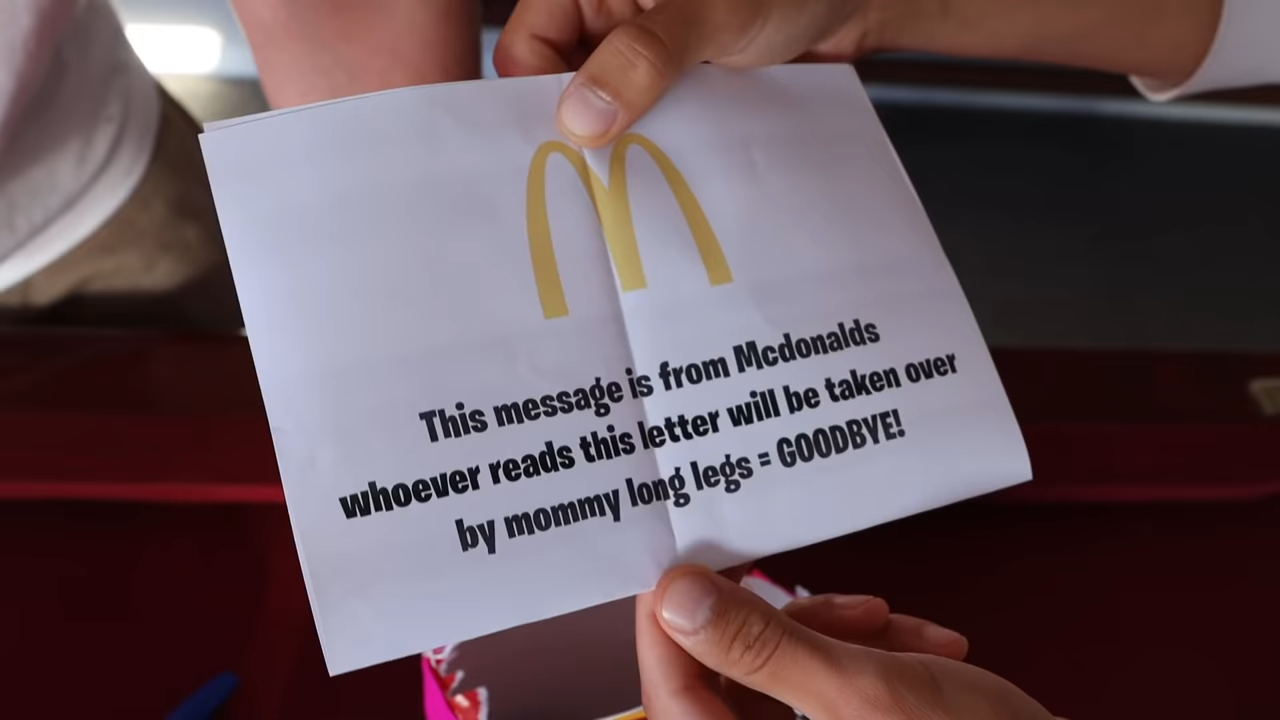 This message is from Mcdonalds
whoever reads this letter will be taken over
by mommy long legs = GOODBYE!